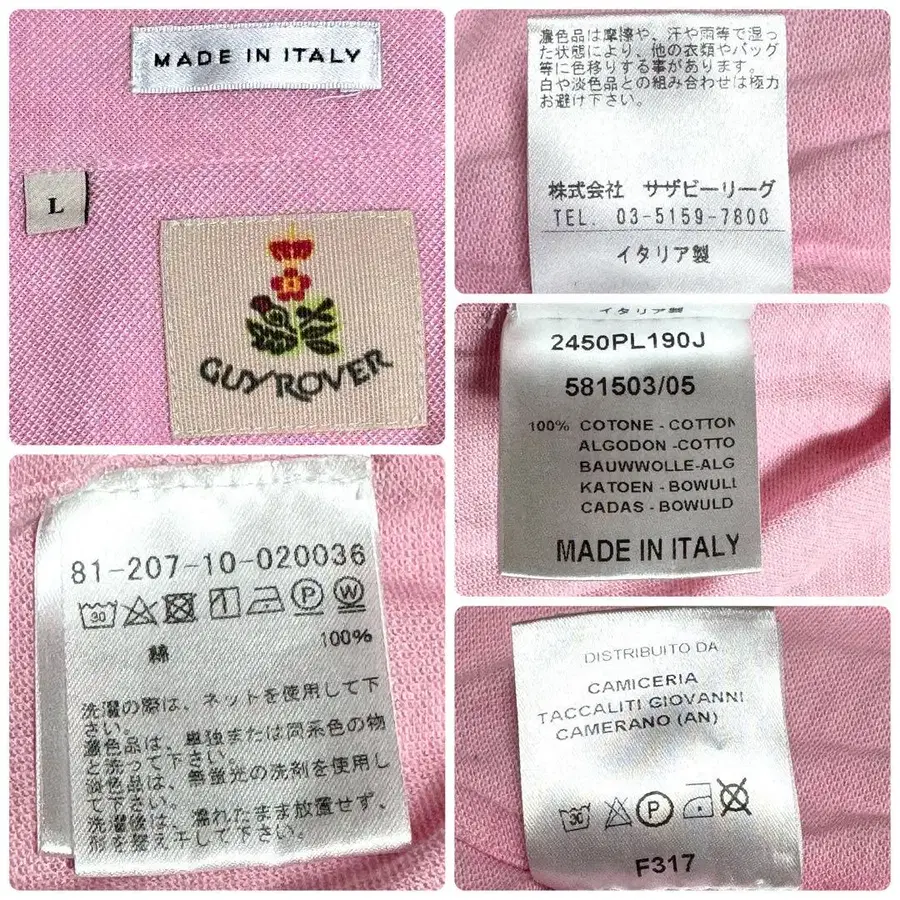 MADE IN ITALY
L
GUY ROVER
濃色品は摩擦や、汗や雨等で湿っ
た状態により、他の衣類やバッグ
等に色移りする事があります。
白や淡色品との組み合わせは極力
お避け下さい。
株式会社 サザビーリーグ
TEL. 03-5159-7800
イタリア製
イタリア製
2450PL190J
581503/05
100% COTONE - COTTON
ALGODON - COTTO
BAUWWOLLE-ALG
KATOEN - BOWUL
CADAS - BOWULD
MADE IN ITALY
81-207-10-020036
30 P W
綿 100%
洗濯の際は、ネットを使用して下
さい。
濃色品は、単独または同系色の物
と洗って下さい。
淡色品は、無蛍光の洗剤を使用し
て下さい。
洗濯後は、濡れたまま放置せず、
形を整え干して下さい。
DISTRIBUITO DA
CAMICERIA
TACCALITI GIOVANNI
CAMERANO (AN)
30 P
F317